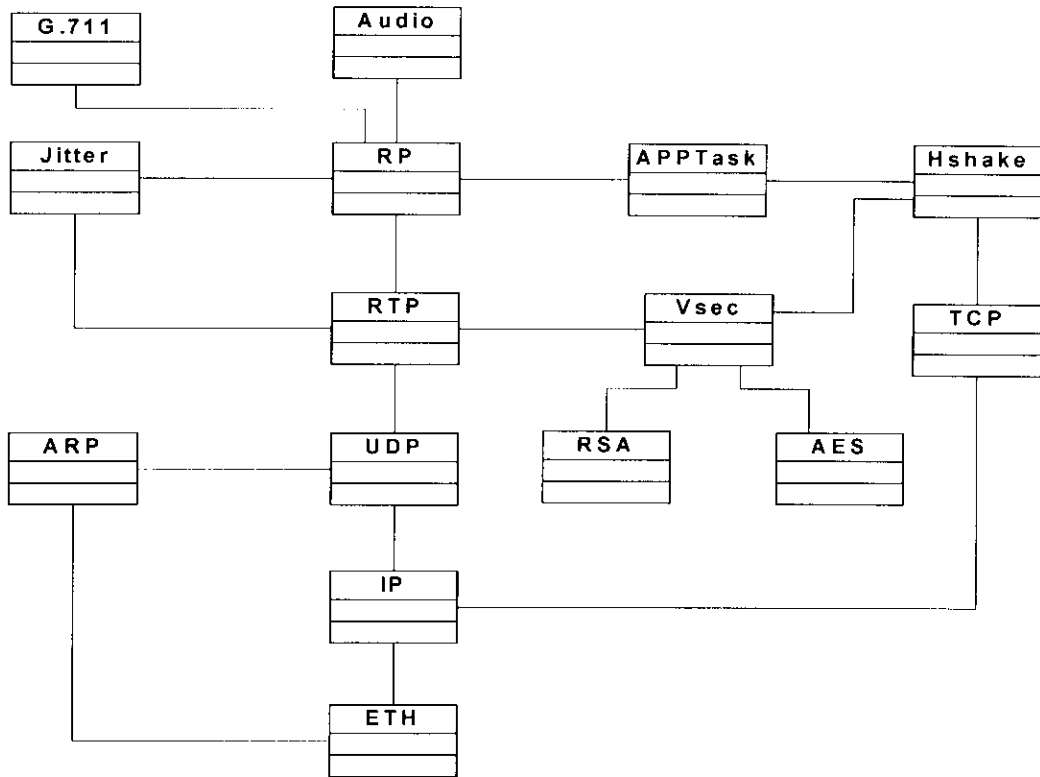 G.711
Audio
Jitter
RP
APPTask
Hshake
RTP
Vsec
TCP
ARP
UDP
RSA
AES
IP
ETH